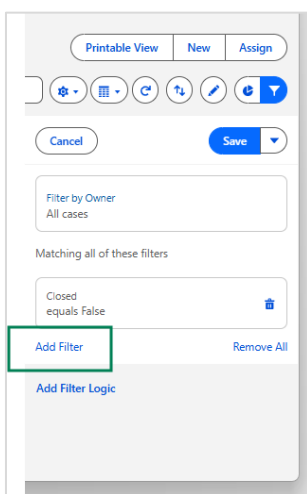 Printable View New Assign
Cancel Save
Filter by Owner
All cases
Matching all of these filters
Closed
equals False
Add Filter Remove All
Add Filter Logic